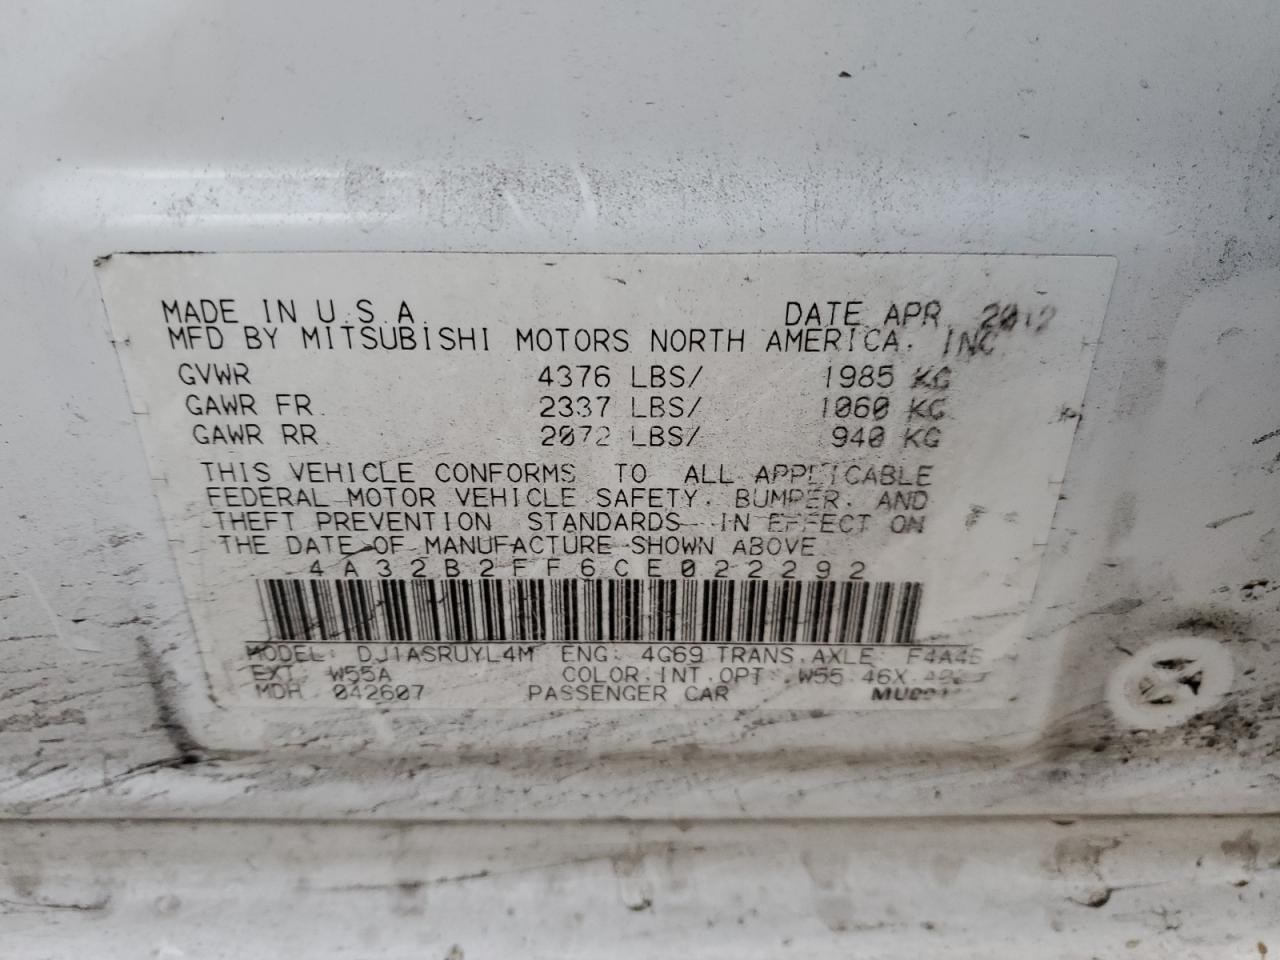 MADE IN U.S.A. DATE APR 2012
MFD BY MITSUBISHI MOTORS NORTH AMERICA. INC
GVWR 4376 LBS/ 1985 KG
GAWR FR. 2337 LBS/ 1060 KG
GAWR RR. 2072 LBS/ 940 KG
THIS VEHICLE CONFORMS TO ALL APPLICABLE
FEDERAL MOTOR VEHICLE SAFETY. BUMPER. AND
THEFT PREVENTION STANDARDS IN EFFECT ON
THE DATE OF MANUFACTURE SHOWN ABOVE
4A32B2FF6CE022292
MODEL: DJ1ASRUYL4M ENG: 4G69 TRANS.AXLE:
EXT. W55A COLOR.INT.OPT: W55 46X
MDH 042607 PASSENGER CAR